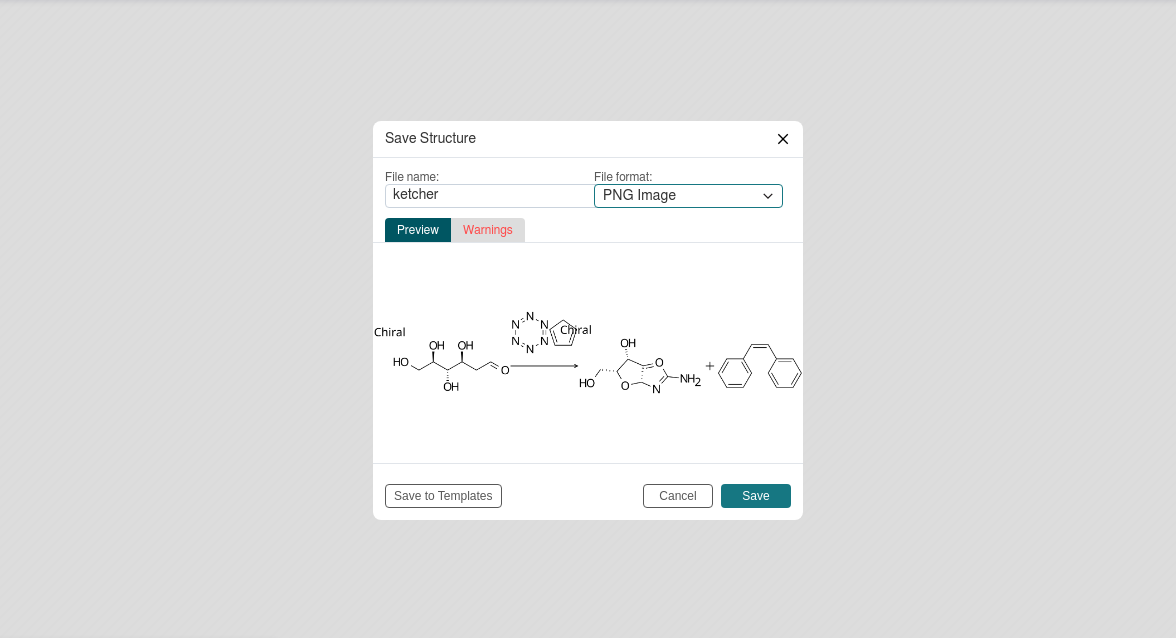 Save Structure
File name:
File format:
ketcher
PNG Image
Preview
Warnings
Chiral
HO
OH
OH
OH
O
N
N
N
N
N
N
Chiral
OH
HO
O
O
N
NH2
+
Save to Templates
Cancel
Save